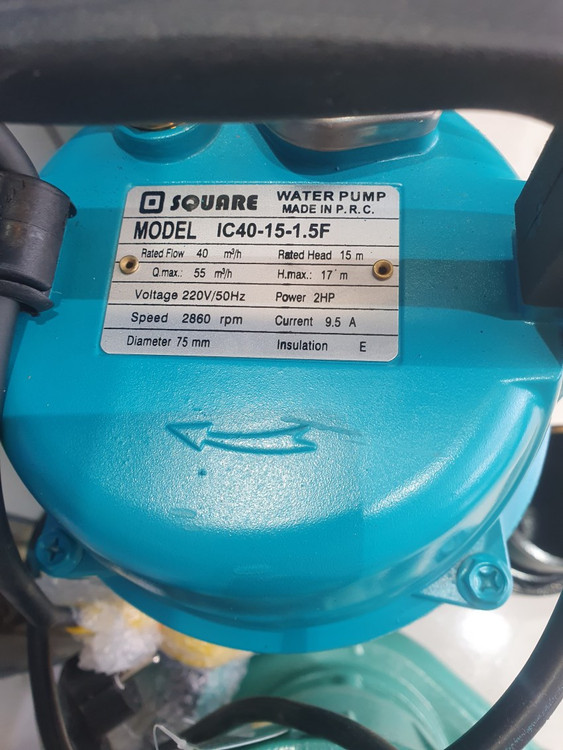 SQUARE WATER PUMP
MADE IN P.R.C.
MODEL IC40-15-1.5F
Rated Flow 40 m³/h Rated Head 15 m
Q.max.: 55 m³/h H.max.: 17 m
Voltage 220V/50Hz Power 2HP
Speed 2860 rpm Current 9.5 A
Diameter 75 mm Insulation E